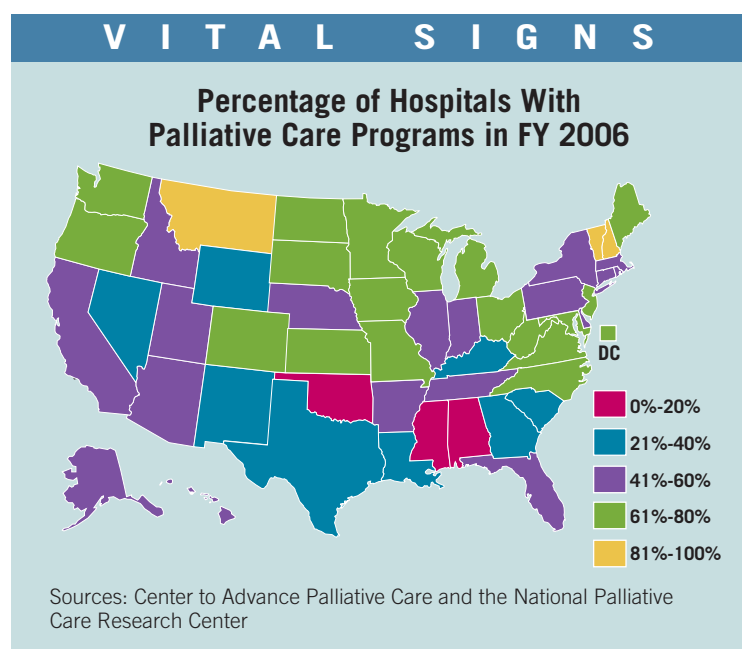 VITAL SIGNS
Percentage of Hospitals With
Palliative Care Programs in FY 2006
DC
0%-20%
21%-40%
41%-60%
61%-80%
81%-100%
Sources: Center to Advance Palliative Care and the National Palliative
Care Research Center